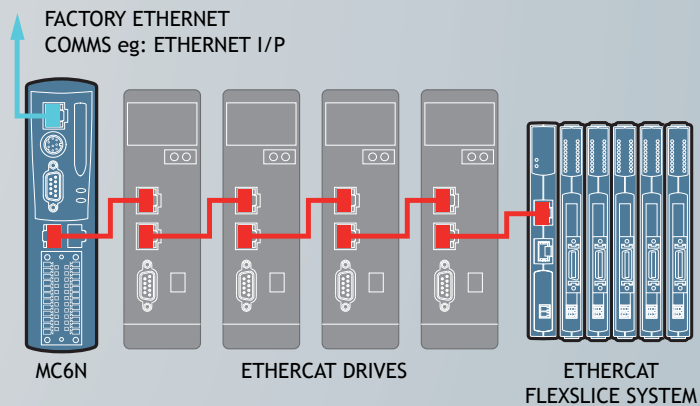 FACTORY ETHERNET
COMMS eg: ETHERNET I/P
MC6N
ETHERCAT DRIVES
ETHERCAT
FLEXSLICE SYSTEM